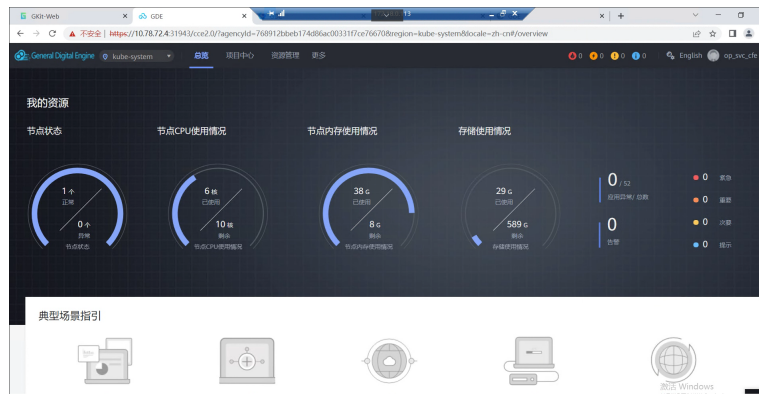 GKit-Web
GDE
13
不安全 | https://10.78.72.4:31943/cce2.0/?agencyId=768912bbeb174d86ac00331f7ce76670&region=kube-system&locale=zh-cn#/overview
General Digital Engine kube-system 总览 项目中心 资源管理 更多 0 0 0 0 English op_svc_cfe
我的资源
节点状态 节点CPU使用情况 节点内存使用情况 存储使用情况
1 个
正常
0 个
异常
节点状态
6 核
已使用
10 核
剩余
节点CPU使用情况
38 G
已使用
8 G
剩余
节点内存使用情况
29 G
已使用
589 G
剩余
存储使用情况
0 / 52
应用异常/ 总数
0
告警
0 紧急
0 重要
0 次要
0 提示
典型场景指引
激活 Windows